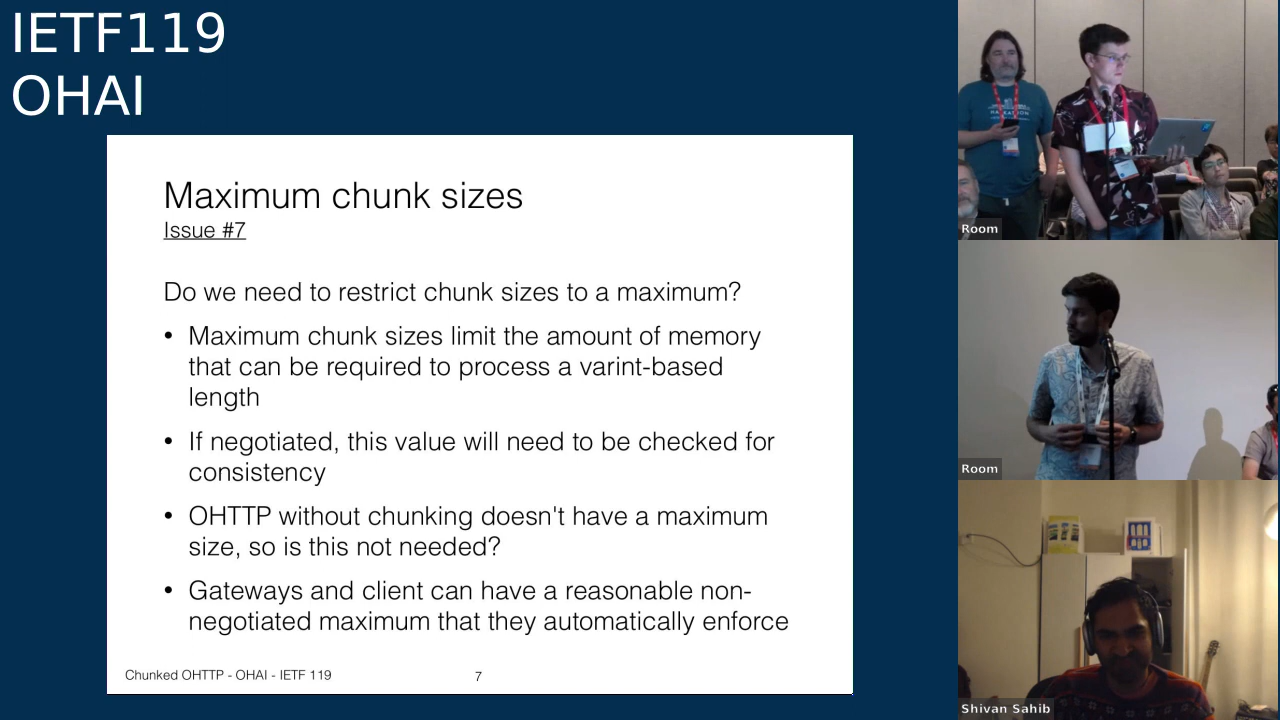 IETF119
OHAI
Maximum chunk sizes
Issue #7
Do we need to restrict chunk sizes to a maximum?
• Maximum chunk sizes limit the amount of memory
that can be required to process a varint-based
length
• If negotiated, this value will need to be checked for
consistency
• OHTTP without chunking doesn't have a maximum
size, so is this not needed?
• Gateways and client can have a reasonable non-
negotiated maximum that they automatically enforce
Chunked OHTTP - OHAI - IETF 119
7
HACKATHON
Room
Room
Shivan Sahib